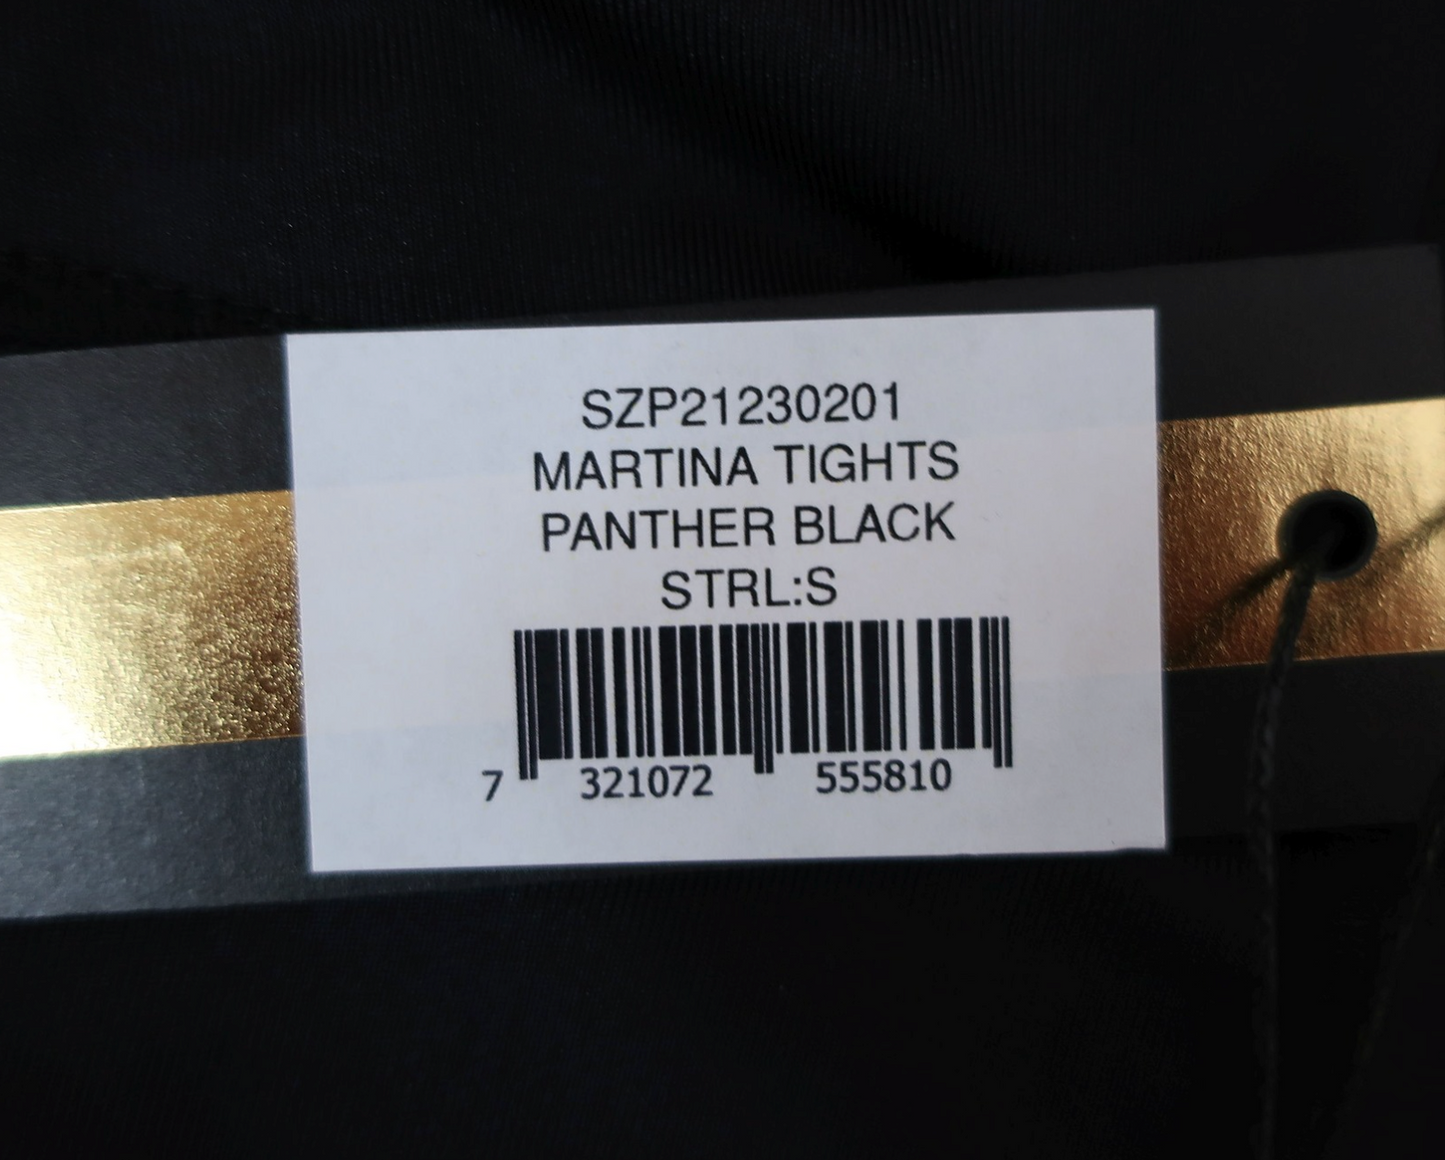 SZP21230201
MARTINA TIGHTS
PANTHER BLACK
STRL:S
7 321072 555810